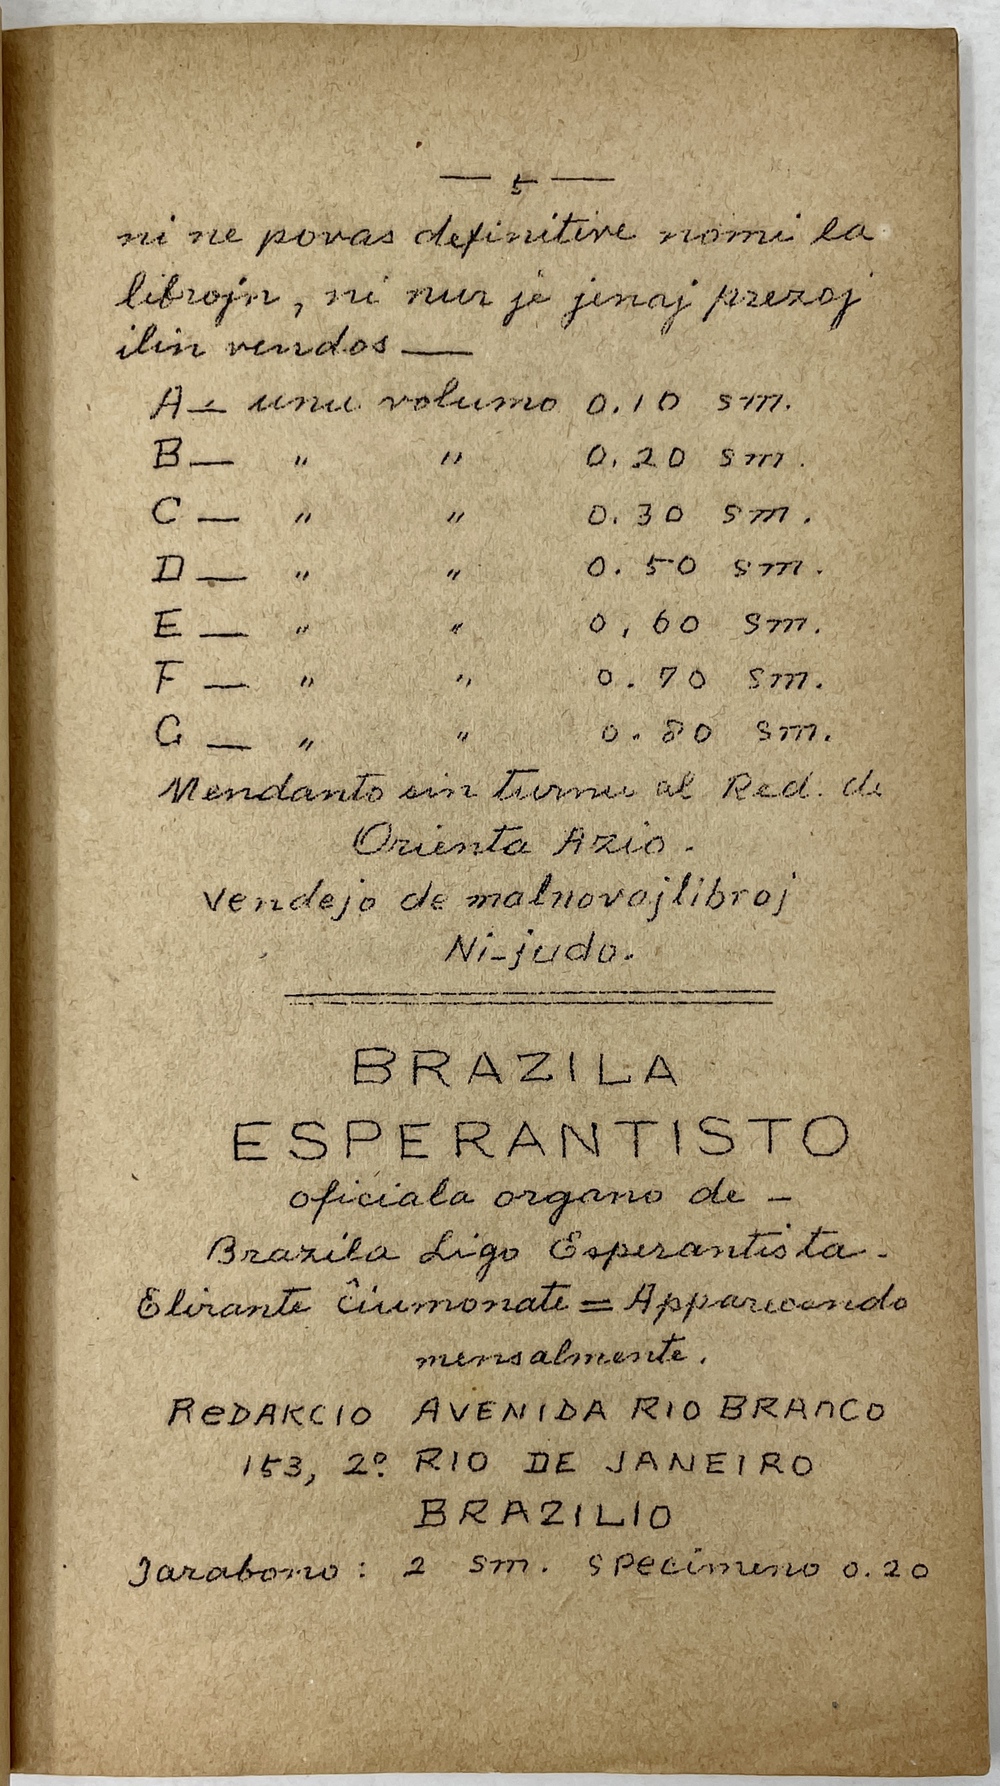 — 5 —
ni ne povas definitive nomi la
librojn, ni nur je jenaj prezoj
ilin vendos —
A — unu volumo 0.10 sm.
B — " " 0.20 sm.
C — " " 0.30 sm.
D — " " 0.50 sm.
E — " " 0,60 sm.
F — " " 0.70 sm.
G — " " 0.80 sm.
Mendanto sin turnu al Red. de
Orienta Azio.
Vendejo de malnovajlibroj
Ni-judo.
BRAZILA
ESPERANTISTO
oficiala organo de -
Brazila Ligo Esperantista.
Elirante ĉiumonate = Apparecendo
mensalmente.
ReDAKCIO AVENIDA RIO BRANCO
153, 2º RIO DE JANEIRO
BRAZILIO
Jarabono: 2 sm. specimeno 0.20